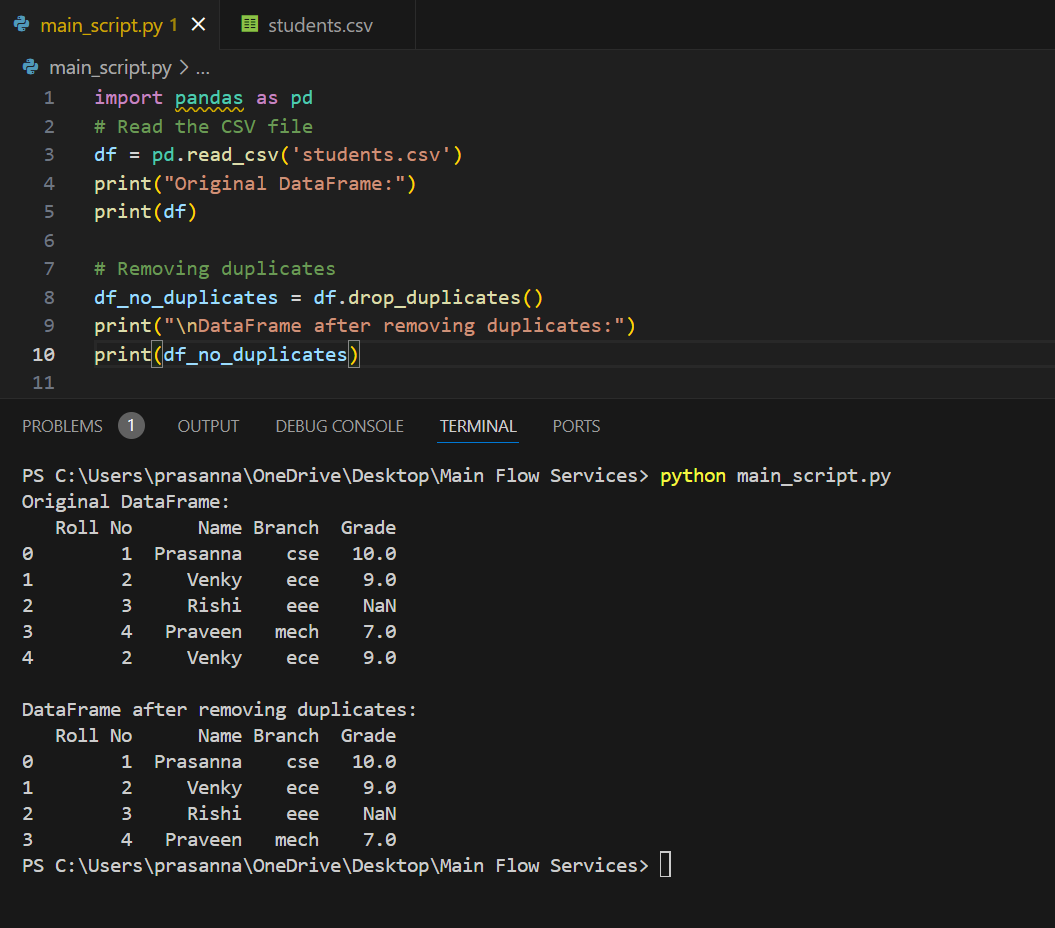 main_script.py 1 students.csv
main_script.py > ...
1 import pandas as pd
2 # Read the CSV file
3 df = pd.read_csv('students.csv')
4 print("Original DataFrame:")
5 print(df)
6
7 # Removing duplicates
8 df_no_duplicates = df.drop_duplicates()
9 print("\nDataFrame after removing duplicates:")
10 print(df_no_duplicates)
11
PROBLEMS 1 OUTPUT DEBUG CONSOLE TERMINAL PORTS
PS C:\Users\prasanna\OneDrive\Desktop\Main Flow Services> python main_script.py
Original DataFrame:
   Roll No      Name Branch  Grade
0        1  Prasanna    cse   10.0
1        2     Venky    ece    9.0
2        3     Rishi    eee    NaN
3        4   Praveen   mech    7.0
4        2     Venky    ece    9.0
DataFrame after removing duplicates:
   Roll No      Name Branch  Grade
0        1  Prasanna    cse   10.0
1        2     Venky    ece    9.0
2        3     Rishi    eee    NaN
3        4   Praveen   mech    7.0
PS C:\Users\prasanna\OneDrive\Desktop\Main Flow Services>